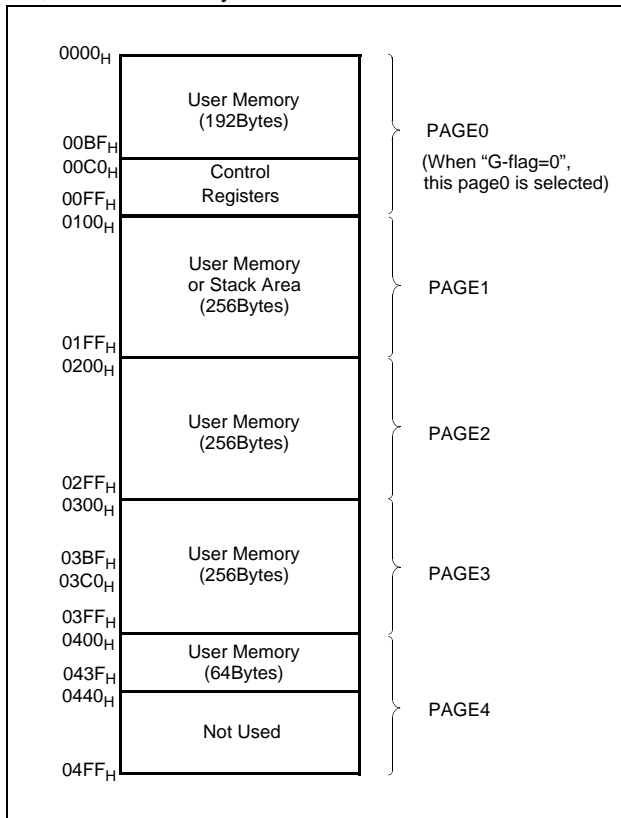 0000H
User Memory
(192Bytes)
PAGE0
(When “G-flag=0”,
this page0 is selected)
00BFH
00C0H
Control
Registers
00FFH
0100H
User Memory
or Stack Area
(256Bytes)
PAGE1
01FFH
0200H
User Memory
(256Bytes)
PAGE2
02FFH
0300H
User Memory
(256Bytes)
PAGE3
03BFH
03C0H
03FFH
0400H
User Memory
(64Bytes)
043FH
0440H
PAGE4
Not Used
04FFH